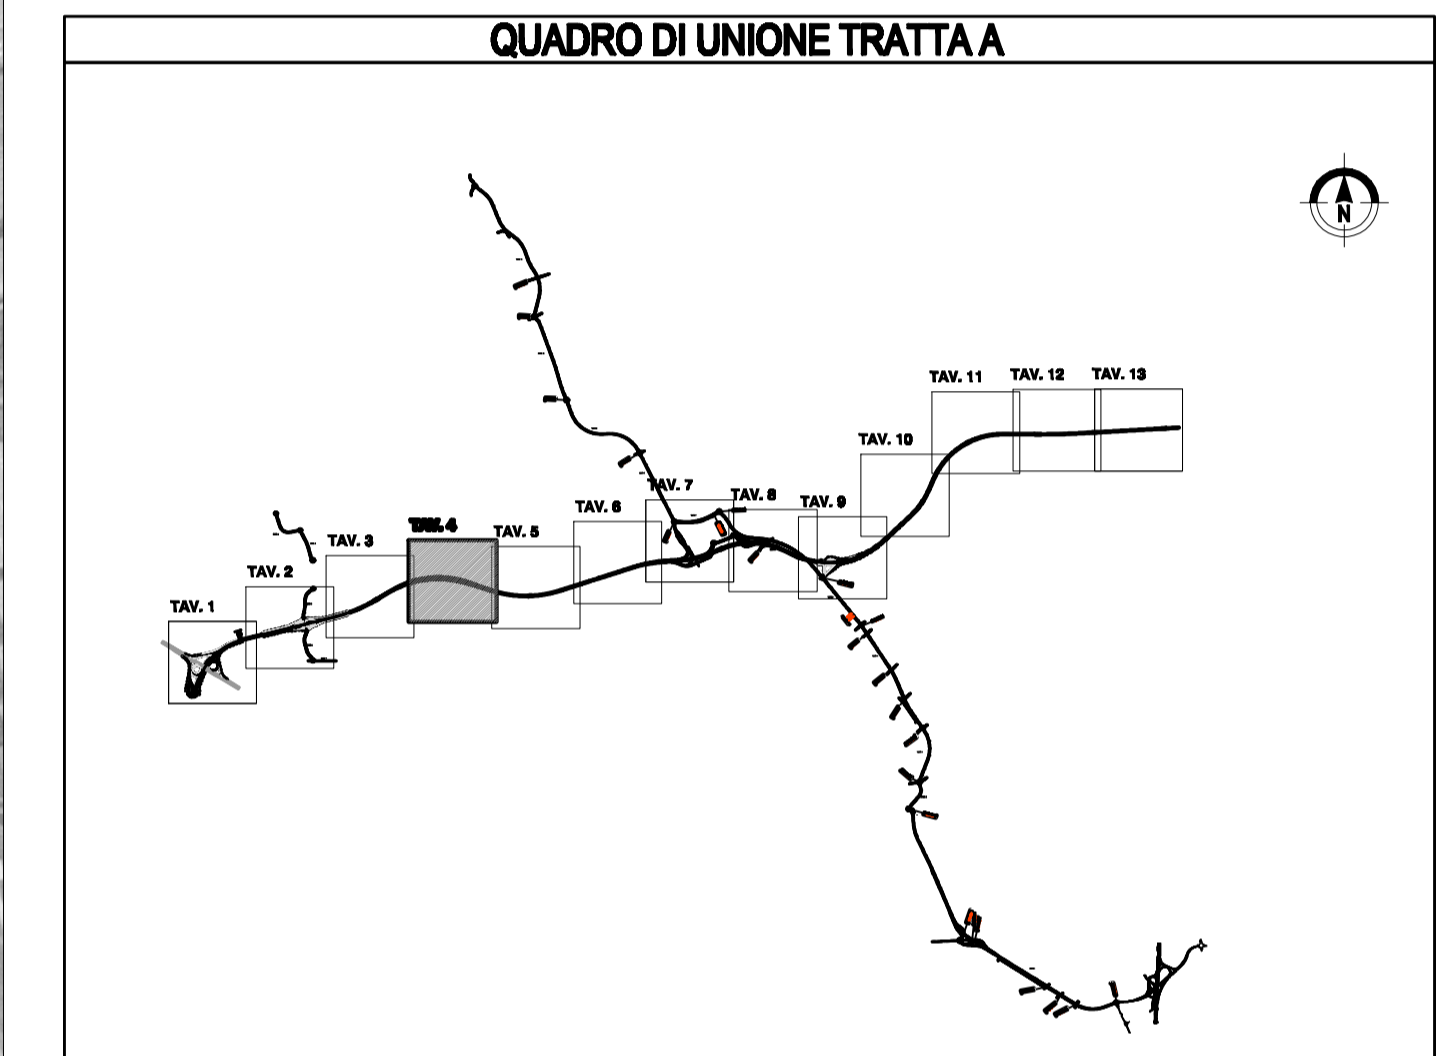 QUADRO DI UNIONE TRATTA A
N
TAV. 11
TAV. 12
TAV. 13
TAV. 10
TAV. 7
TAV. 8
TAV. 9
TAV. 6
TAV. 4
TAV. 5
TAV. 3
TAV. 2
TAV. 1